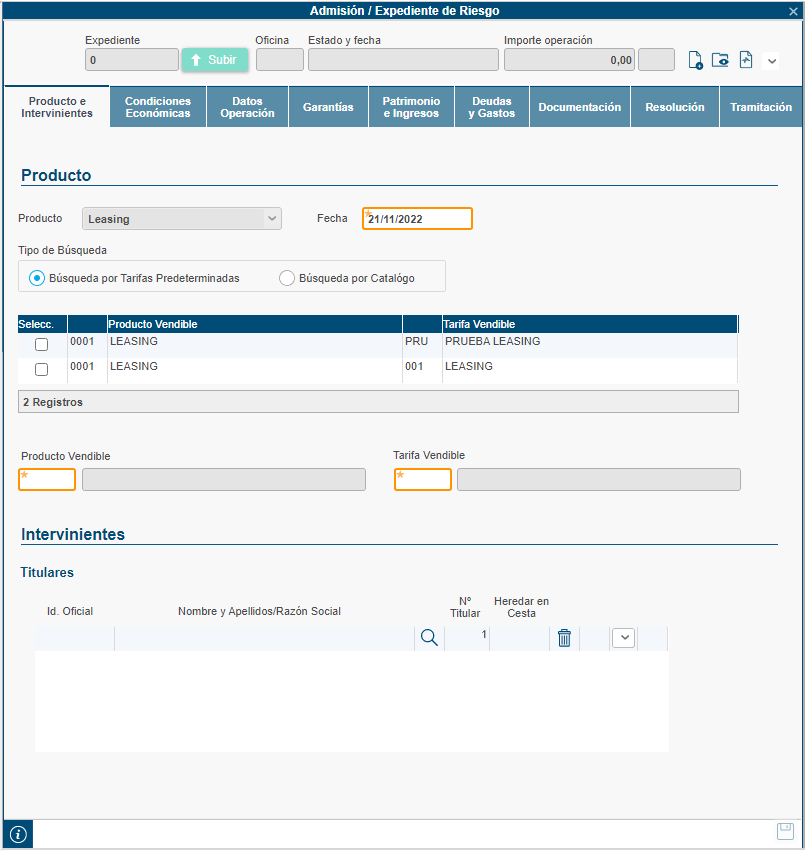 Admisión / Expediente de Riesgo
Expediente
Oficina
Estado y fecha
Importe operación
0
Subir
0,00
Producto e
Intervinientes
Condiciones
Económicas
Datos
Operación
Garantías
Patrimonio
e Ingresos
Deudas
y Gastos
Documentación
Resolución
Tramitación
Producto
Producto
Leasing
Fecha
*21/11/2022
Tipo de Búsqueda
Búsqueda por Tarifas Predeterminadas
Búsqueda por Catalógo
Selecc. Producto Vendible Tarifa Vendible
0001 LEASING PRU PRUEBA LEASING
0001 LEASING 001 LEASING
2 Registros
Producto Vendible
Tarifa Vendible
*
*
Intervinientes
Titulares
Id. Oficial
Nombre y Apellidos/Razón Social
Nº
Titular
Heredar en
Cesta
1